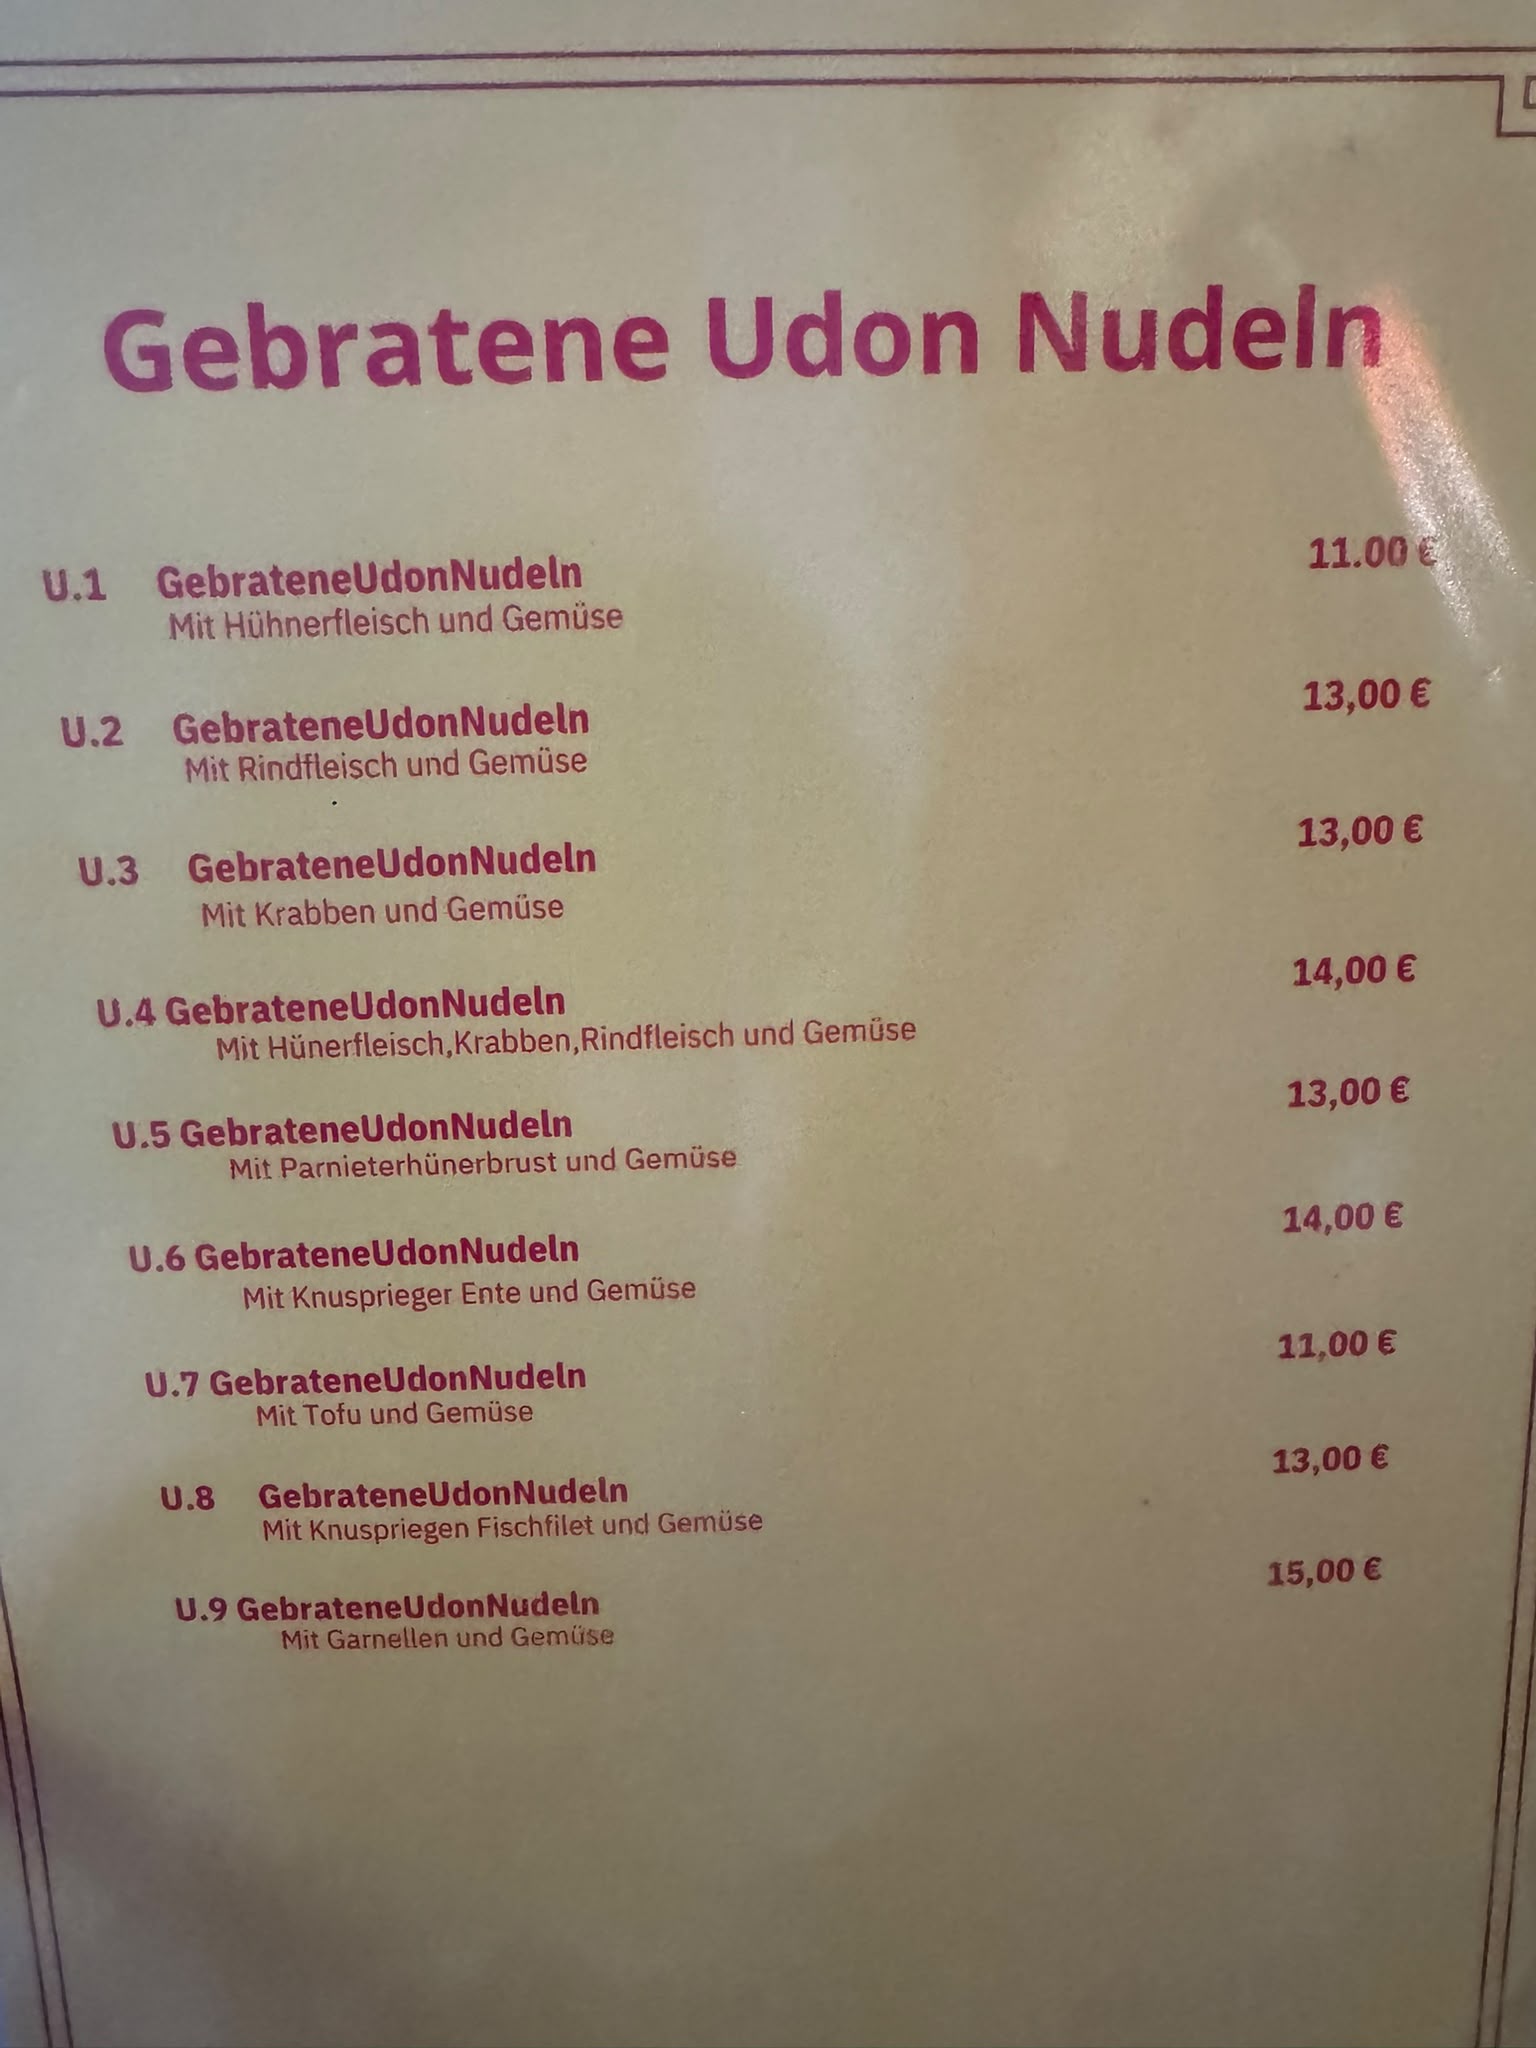 Gebratene Udon Nudeln
U.1 GebrateneUdonNudeln 11.00 €
Mit Hühnerfleisch und Gemüse
U.2 GebrateneUdonNudeln 13,00 €
Mit Rindfleisch und Gemüse
U.3 GebrateneUdonNudeln 13,00 €
Mit Krabben und Gemüse
U.4 GebrateneUdonNudeln 14,00 €
Mit Hünerfleisch,Krabben,Rindfleisch und Gemüse
U.5 GebrateneUdonNudeln 13,00 €
Mit Parnieterhünerbrust und Gemüse
U.6 GebrateneUdonNudeln 14,00 €
Mit Knusprieger Ente und Gemüse
U.7 GebrateneUdonNudeln 11,00 €
Mit Tofu und Gemüse
U.8 GebrateneUdonNudeln 13,00 €
Mit Knuspriegen Fischfilet und Gemüse
U.9 GebrateneUdonNudeln 15,00 €
Mit Garnellen und Gemüse